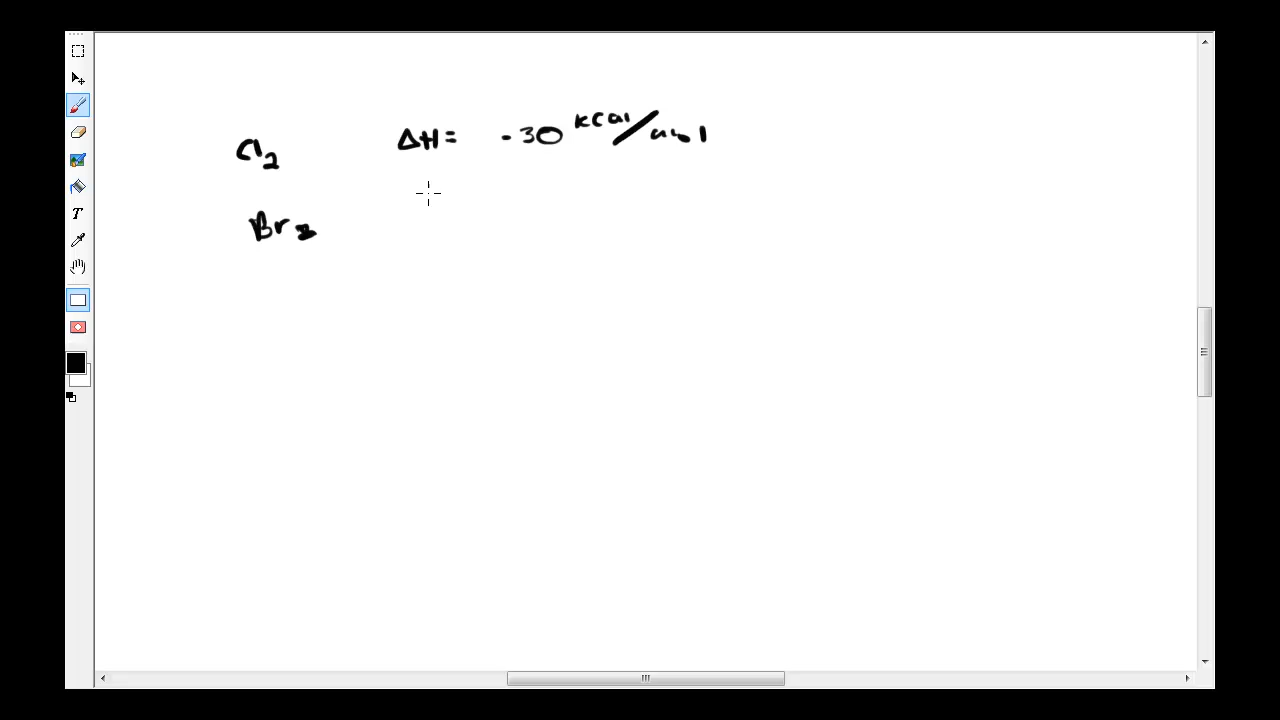 Cl2 ΔH = -30 kcal/mol
Br2
T